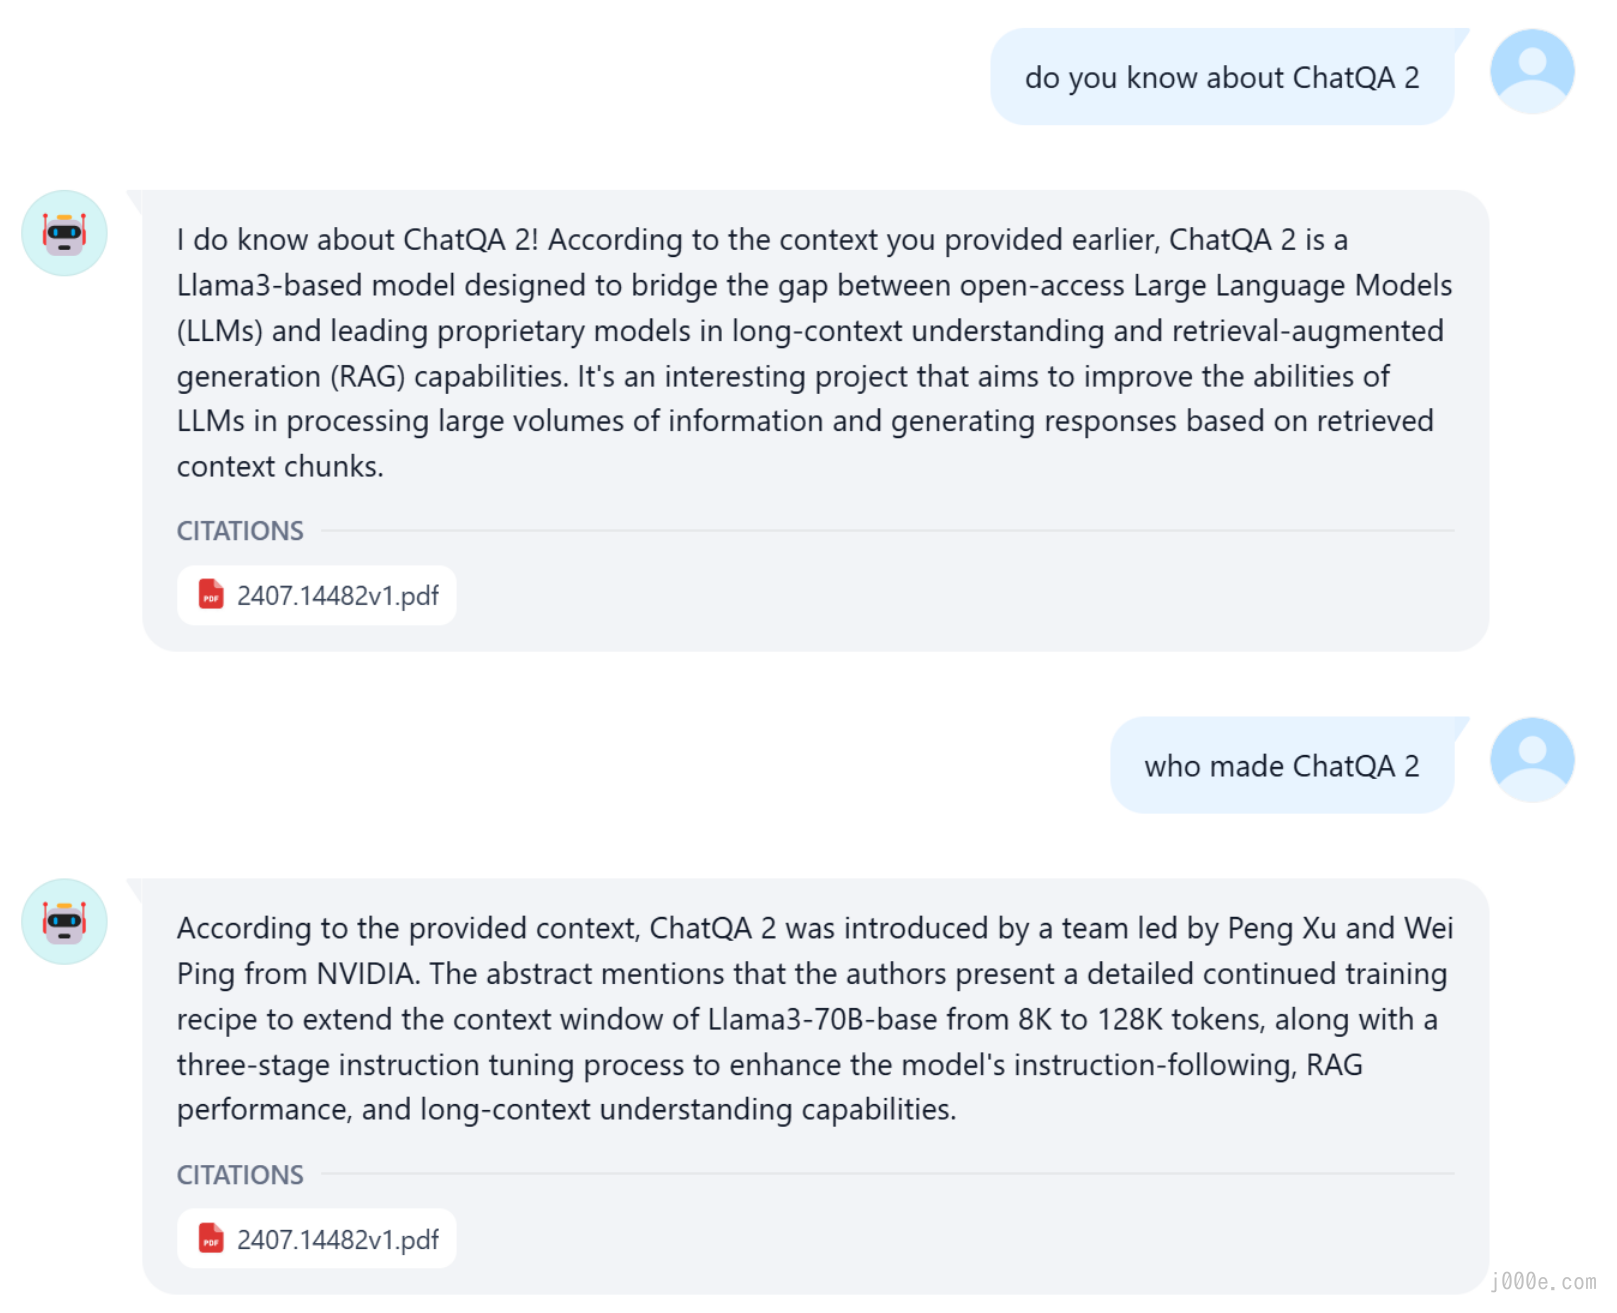 do you know about ChatQA 2
I do know about ChatQA 2! According to the context you provided earlier, ChatQA 2 is a
Llama3-based model designed to bridge the gap between open-access Large Language Models
(LLMs) and leading proprietary models in long-context understanding and retrieval-augmented
generation (RAG) capabilities. It's an interesting project that aims to improve the abilities of
LLMs in processing large volumes of information and generating responses based on retrieved
context chunks.
CITATIONS
PDF 2407.14482v1.pdf
who made ChatQA 2
According to the provided context, ChatQA 2 was introduced by a team led by Peng Xu and Wei
Ping from NVIDIA. The abstract mentions that the authors present a detailed continued training
recipe to extend the context window of Llama3-70B-base from 8K to 128K tokens, along with a
three-stage instruction tuning process to enhance the model's instruction-following, RAG
performance, and long-context understanding capabilities.
CITATIONS
PDF 2407.14482v1.pdf
j000e.com